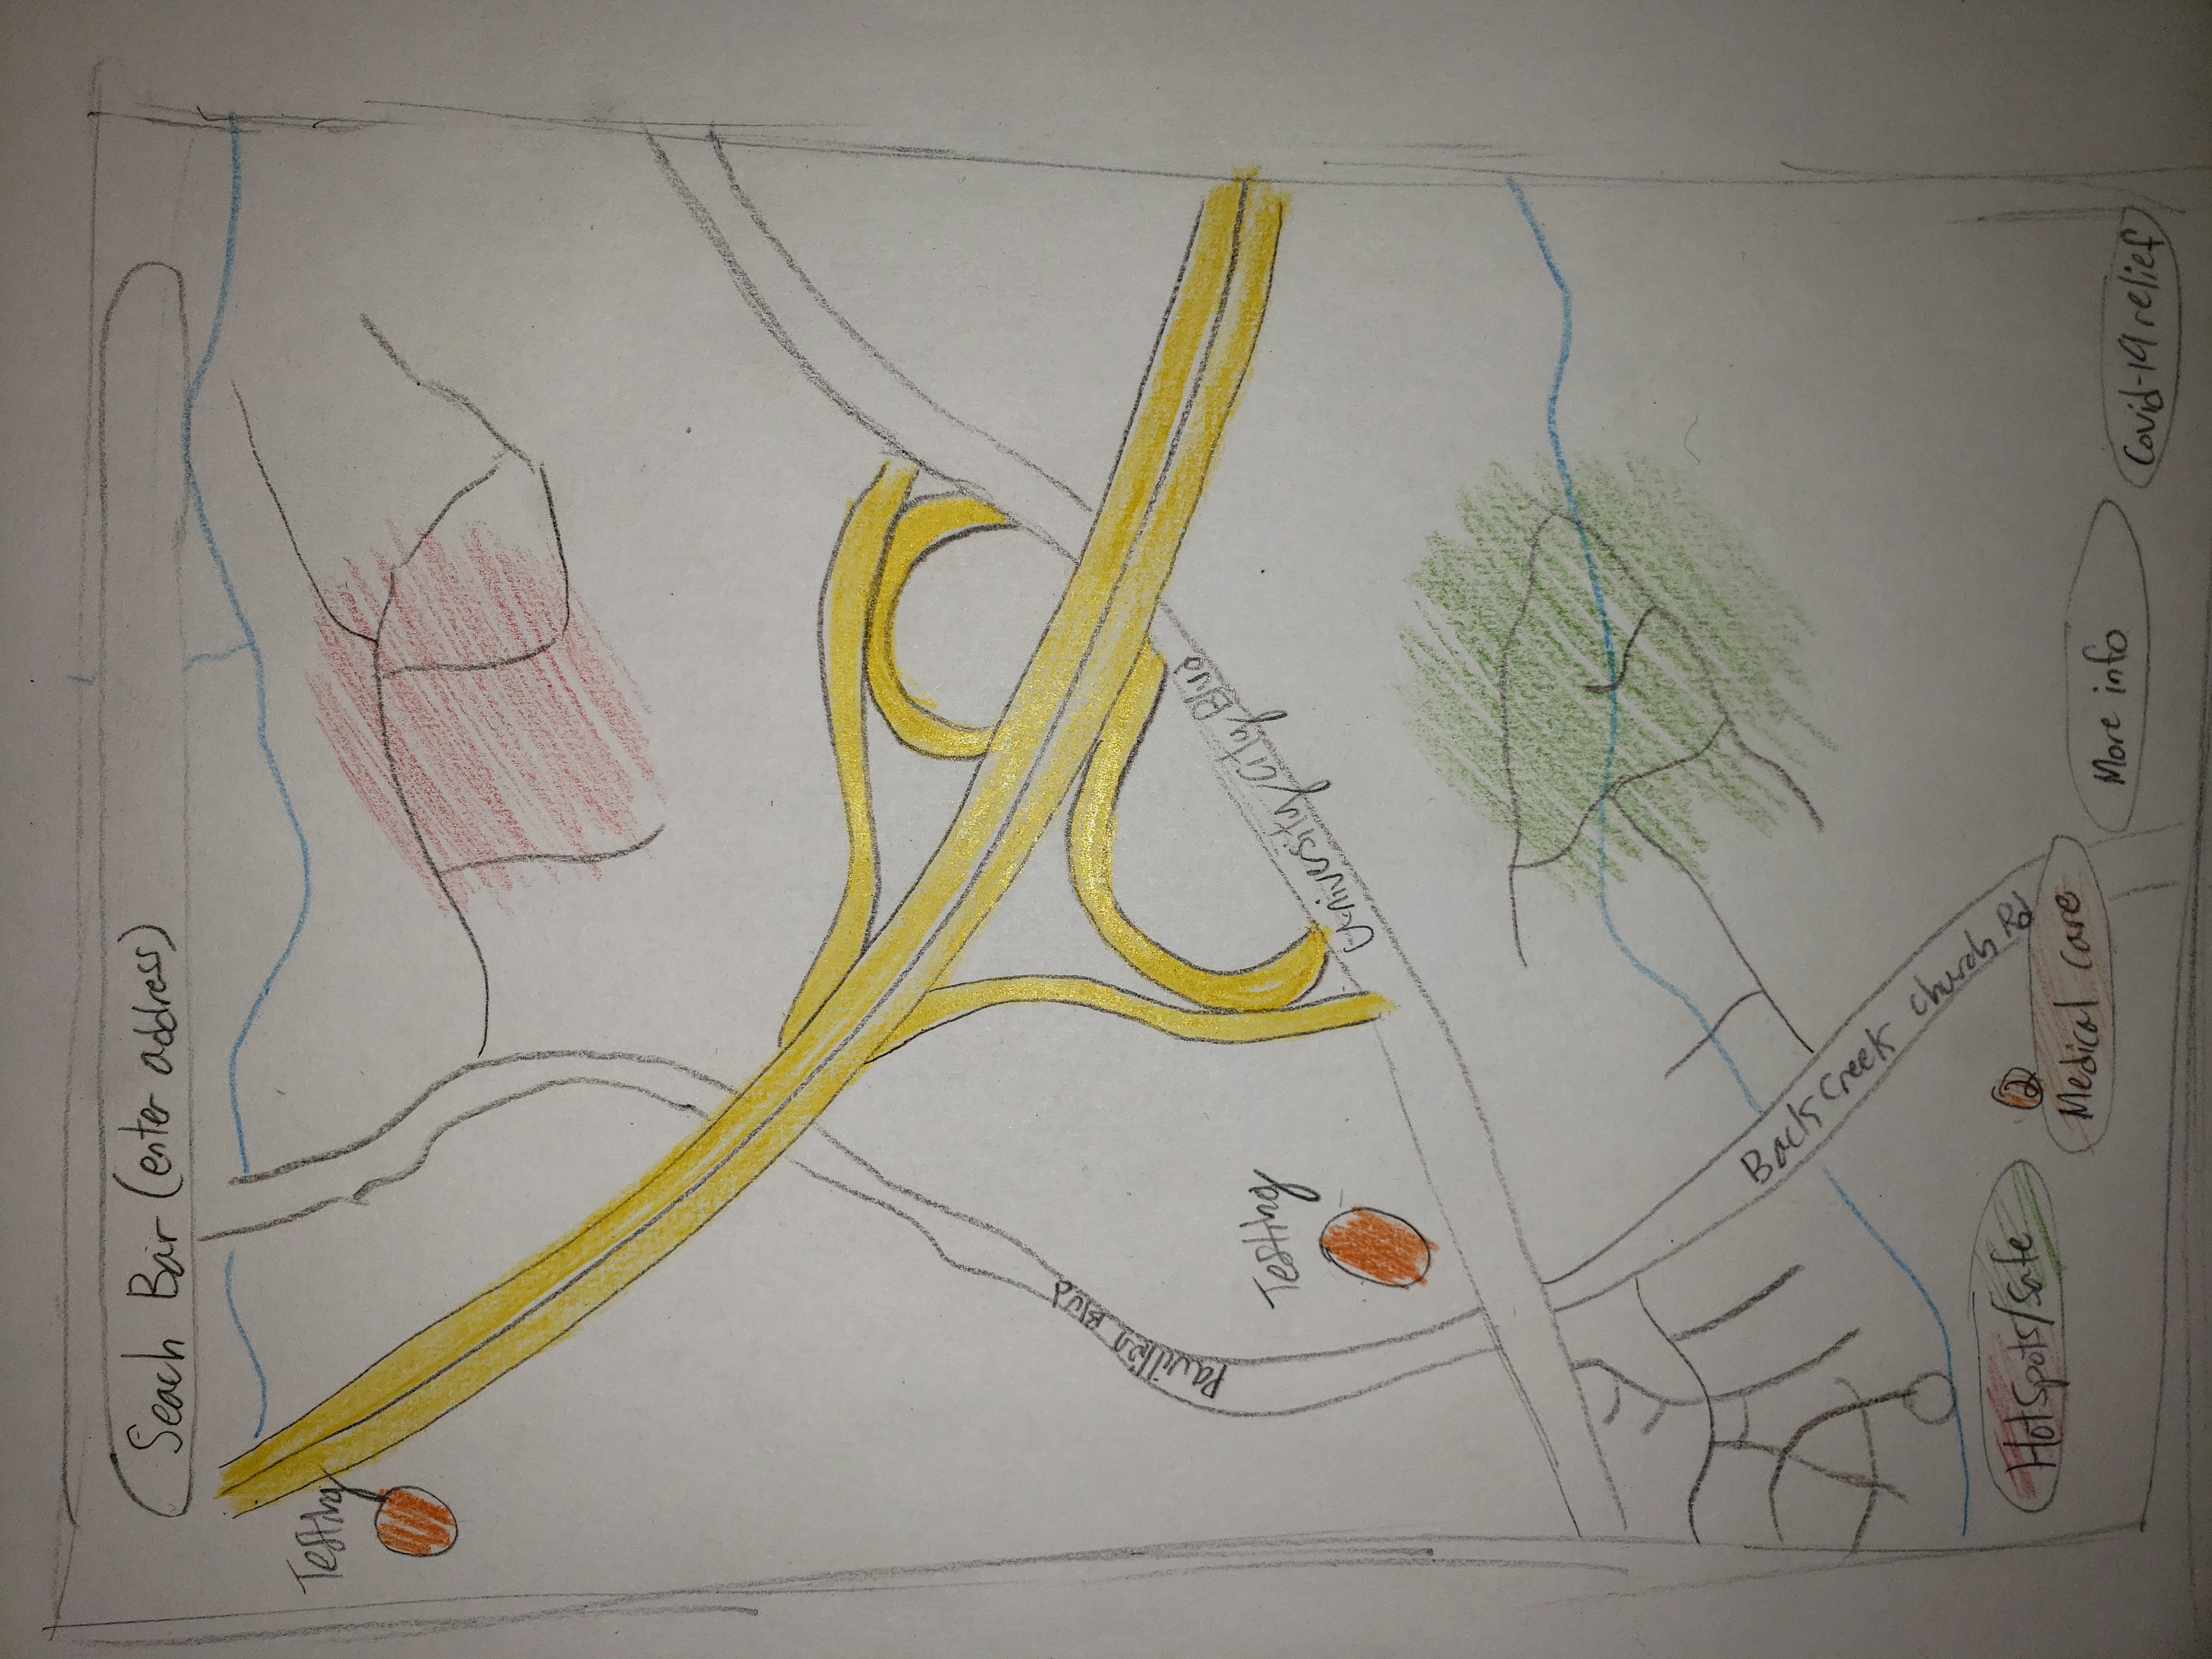 Seach Bar (enter address)
Testing
Pavillion Blvd
Testing
University City Blvd
Back Creek church Rd
Hotspots/safe
2
Medical care
More info
Covid-19 relief